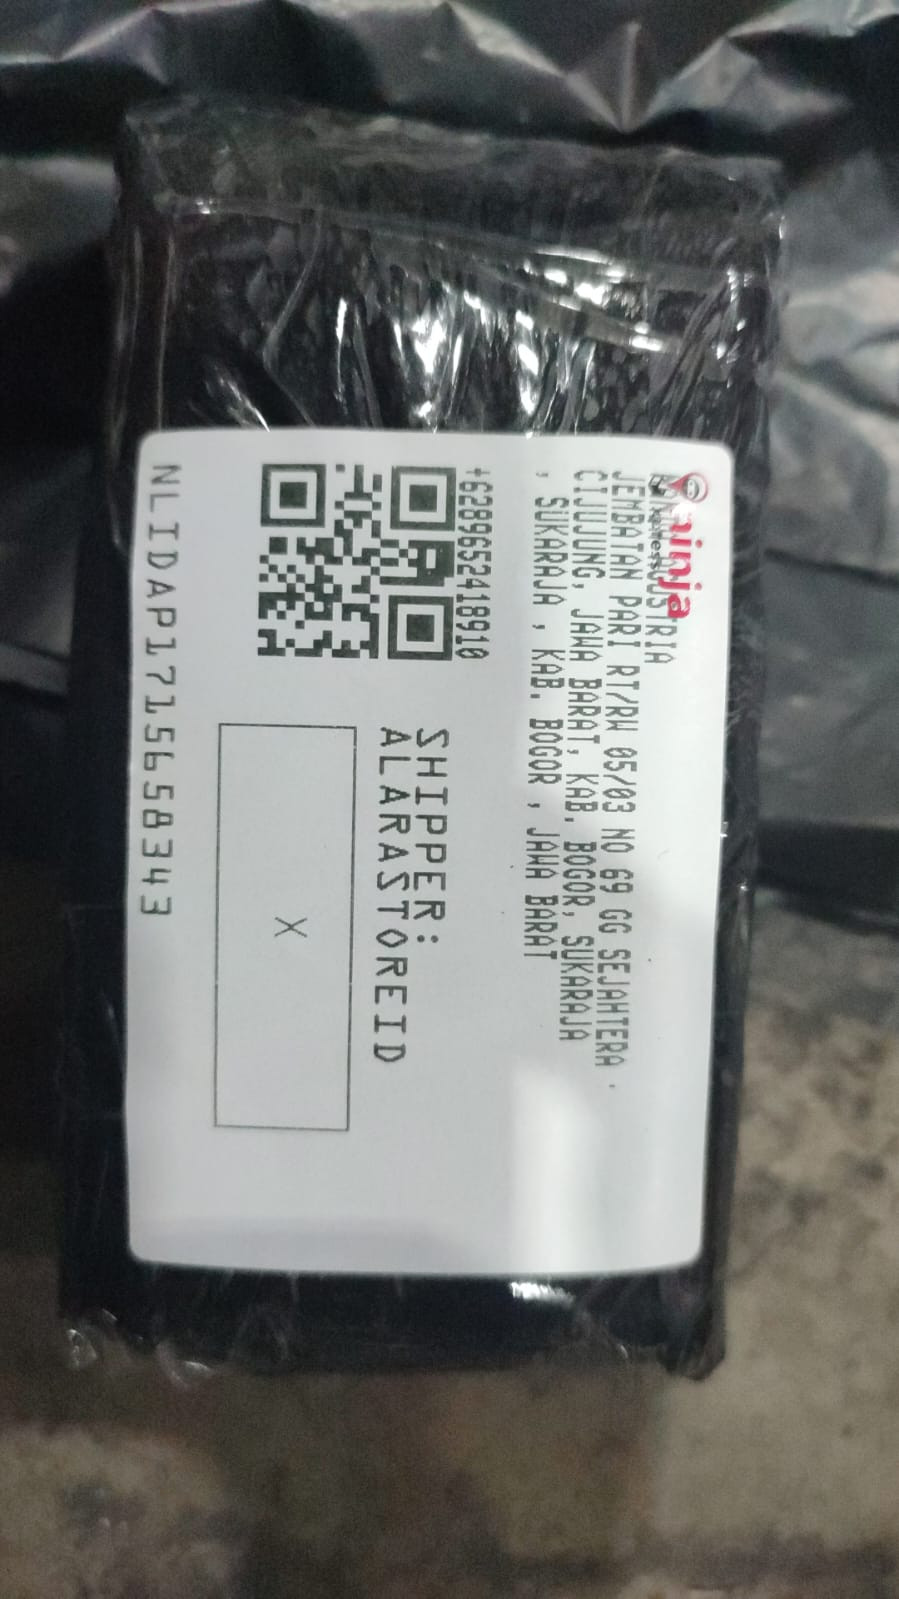 ninja
JEMBATAN PARI RT/RW 05/03 NO 69 GG SEJAHTERA .
CIJUJUNG, JAWA BARAT, KAB. BOGOR, SUKARAJA
, SUKARAJA , KAB. BOGOR , JAWA BARAT
+6289652418910
SHIPPER:
ALARASTOREID
X
NLIDAP1715658343